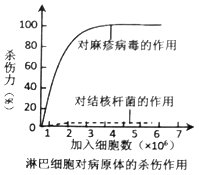 杀伤力(%)
100
80
60
40
20
0
对麻疹病毒的作用
对结核杆菌的作用
1 2 3 4 5 6 7
加入细胞数(×10⁶)
淋巴细胞对病原体的杀伤作用